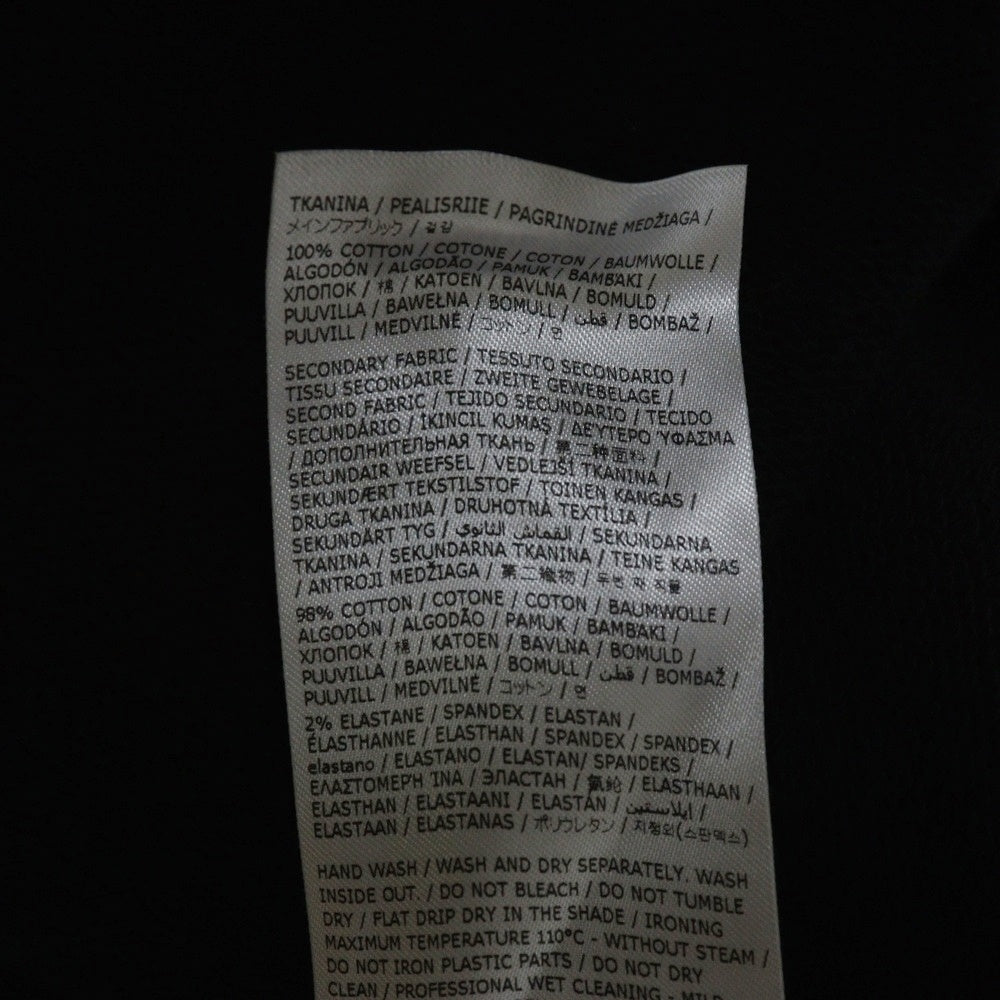 TKANINA / PEALISRIIE / PAGRINDINĖ MEDŽIAGA /
メインファブリック / 겉감
100% COTTON / COTONE / COTON / BAUMWOLLE /
ALGODÓN / ALGODÃO / PAMUK / BAMBAKI /
ХЛОПОК / 棉 / KATOEN / BAVLNA / BOMULD /
PUUVILLA / BAWEŁNA / BOMULL / قطن / BOMBAŽ /
PUUVILL / MEDVILNĖ / コットン / 면
SECONDARY FABRIC / TESSUTO SECONDARIO /
TISSU SECONDAIRE / ZWEITE GEWEBELAGE /
SECOND FABRIC / TEJIDO SECUNDARIO / TECIDO
SECUNDÁRIO / İKINCIL KUMAŞ / ΔΕΥΤΕΡΟ ΎΦΑΣΜΑ
/ ДОПОЛНИТЕЛЬНАЯ ТКАНЬ / 第二种面料 /
SECUNDAIR WEEFSEL / VEDLEJŠÍ TKANINA /
SEKUNDÆRT TEKSTILSTOF / TOINEN KANGAS /
DRUGA TKANINA / DRUHOTNÁ TEXTÍLIA /
SEKUNDÄRT TYG / القماش الثانوي / SEKUNDARNA
TKANINA / SEKUNDARNA TKANINA / TEINE KANGAS
/ ANTROJI MEDŽIAGA / 第二織物 / 두번 째 직물
98% COTTON / COTONE / COTON / BAUMWOLLE /
ALGODÓN / ALGODÃO / PAMUK / BAMBAKI /
ХЛОПОК / 棉 / KATOEN / BAVLNA / BOMULD /
PUUVILLA / BAWEŁNA / BOMULL / قطن / BOMBAŽ /
PUUVILL / MEDVILNĖ / コットン / 면
2% ELASTANE / SPANDEX / ELASTAN /
ÉLASTHANNE / ELASTHAN / SPANDEX / SPANDEX /
elastano / ELASTANO / ELASTAN/ SPANDEKS /
ΕΛΑΣΤΟΜΕΡΉ ΊΝΑ / ЭЛАСТАН / 氨纶 / ELASTHAAN /
ELASTHAN / ELASTAANI / ELASTÁN / إيلاستين /
ELASTAAN / ELASTANAS / ポリウレタン / 지정외(스판덱스)
HAND WASH / WASH AND DRY SEPARATELY. WASH
INSIDE OUT. / DO NOT BLEACH / DO NOT TUMBLE
DRY / FLAT DRIP DRY IN THE SHADE / IRONING
MAXIMUM TEMPERATURE 110°C - WITHOUT STEAM /
DO NOT IRON PLASTIC PARTS / DO NOT DRY
CLEAN / PROFESSIONAL WET CLEANING - MILD